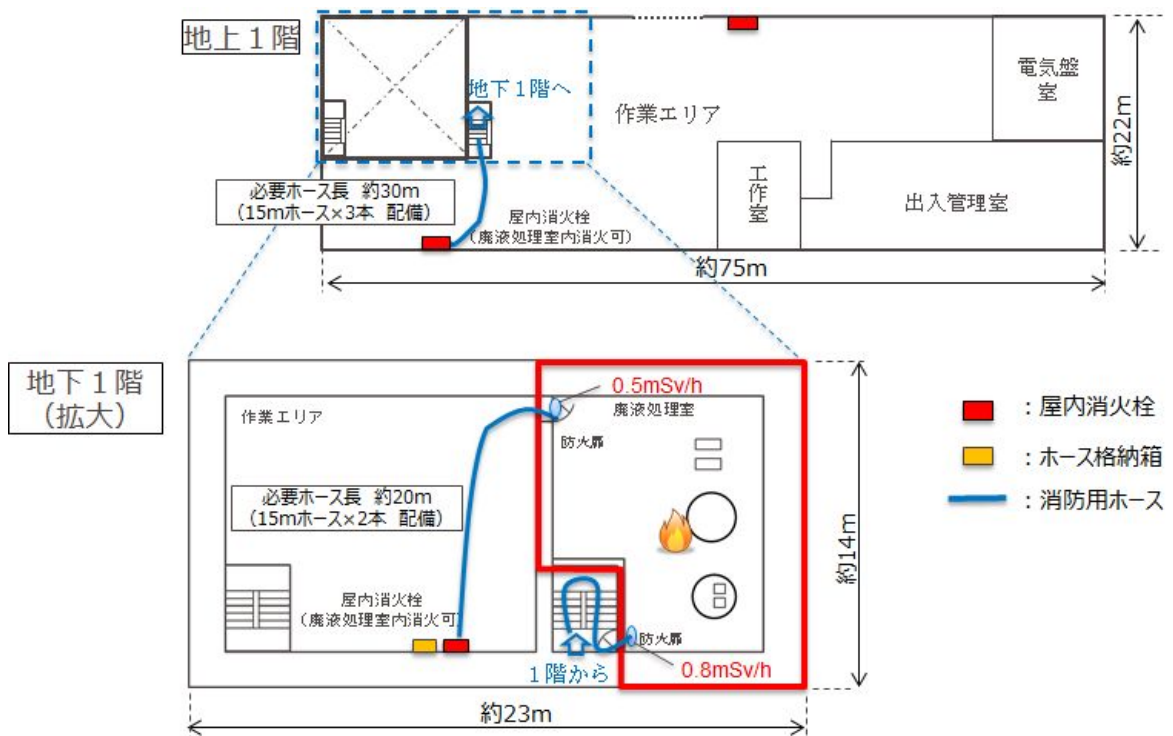 地上１階
地下１階へ
作業エリア
電気盤
室
約22m
工作室
出入管理室
必要ホース長 約30m
（15mホース×3本 配備）
屋内消火栓
（廃液処理室内消火可）
約75m
地下１階
（拡大）
作業エリア
0.5mSv/h
廃液処理室
防火扉
必要ホース長 約20m
（15mホース×2本 配備）
屋内消火栓
（廃液処理室内消火可）
防火扉
１階から
0.8mSv/h
約14m
約23m
：屋内消火栓
：ホース格納箱
：消防用ホース